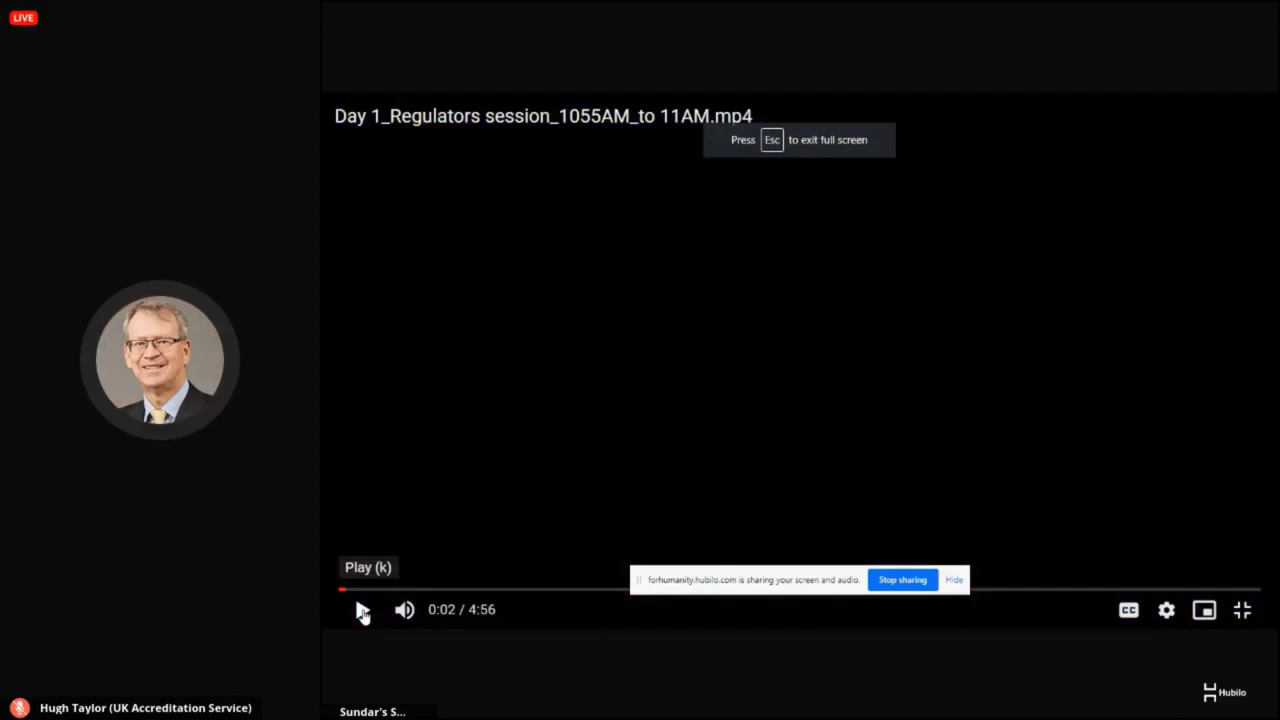 LIVE
Day 1_Regulators session_1055AM_to 11AM.mp4
Press Esc to exit full screen
Play (k)
forhumanity.hubilo.com is sharing your screen and audio.
Stop sharing
Hide
0:02 / 4:56
CC
Hubilo
Hugh Taylor (UK Accreditation Service)
Sundar's S...